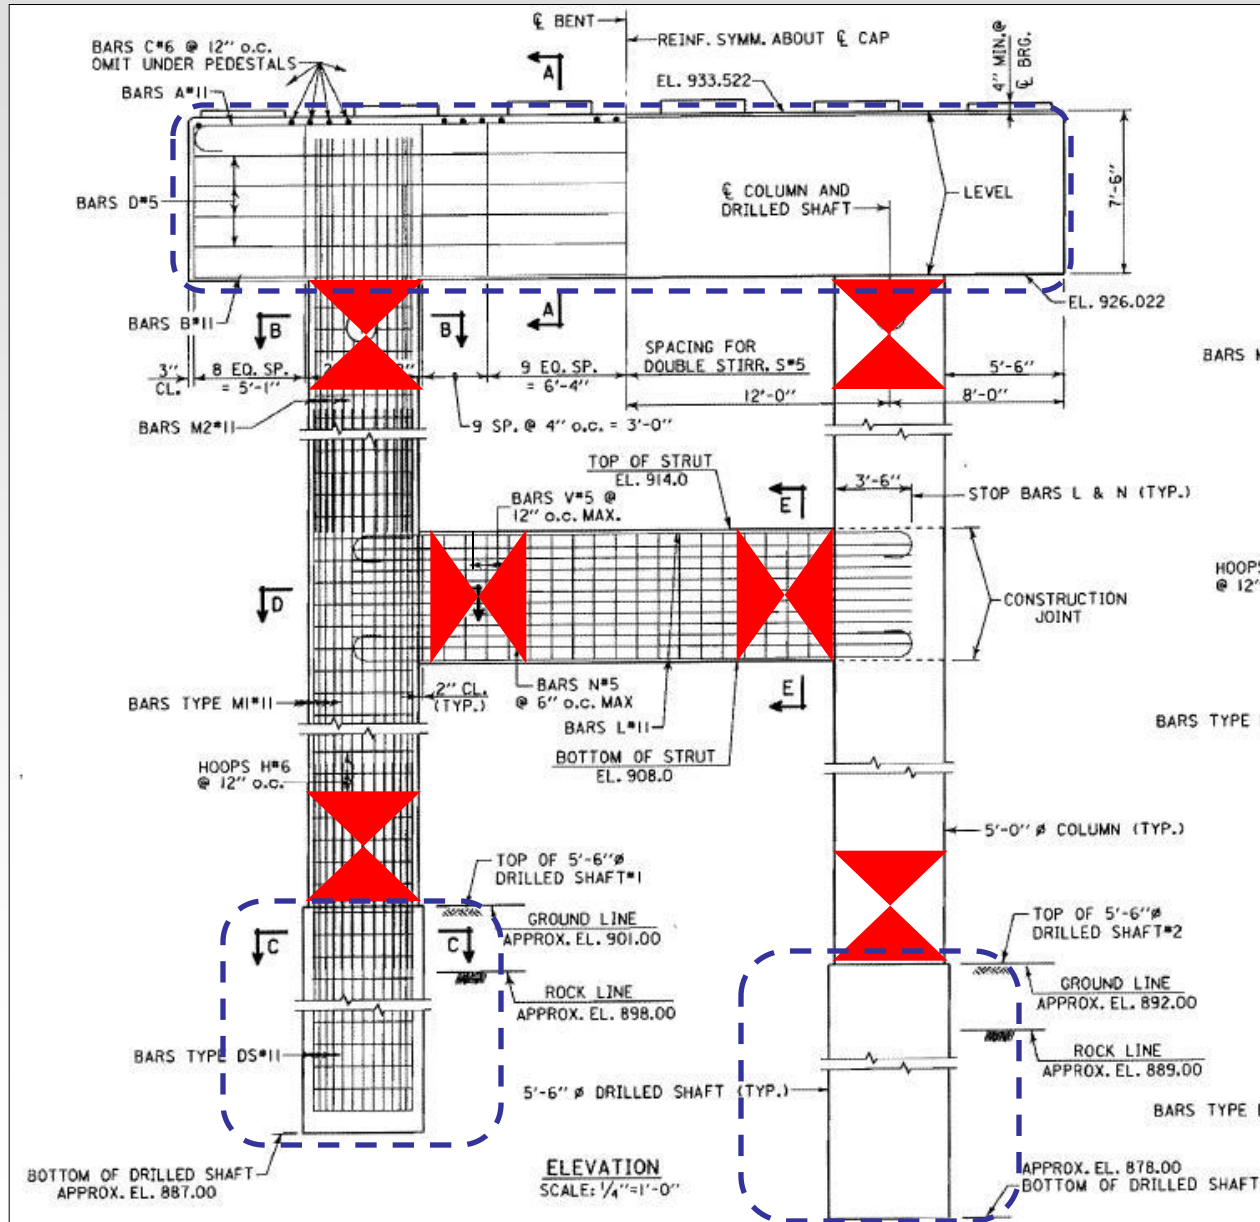 ℄ BENT
REINF. SYMM. ABOUT ℄ CAP
BARS C#6 @ 12" o.c.
OMIT UNDER PEDESTALS
BARS A#11
A
EL. 933.522
4" MIN.@
℄ BRG.
BARS D#5
℄ COLUMN AND
DRILLED SHAFT
LEVEL
7'-6"
BARS B#11
B
B
A
EL. 926.022
SPACING FOR
DOUBLE STIRR. S#5
3"
CL.
8 EQ. SP.
= 5'-1"
9 EQ. SP.
= 6'-4"
5'-6"
12'-0"
8'-0"
BARS M2#11
9 SP. @ 4" o.c. = 3'-0"
TOP OF STRUT
EL. 914.0
BARS V#5 @
12" o.c. MAX.
E
3'-6"
STOP BARS L & N (TYP.)
HOOPS
@ 12"
D
CONSTRUCTION
JOINT
BARS TYPE M1#11
2" CL.
(TYP.)
BARS N#5
@ 6" o.c. MAX
BARS L#11
E
BARS TYPE
BOTTOM OF STRUT
EL. 908.0
HOOPS H#6
@ 12" o.c.
5'-0" ø COLUMN (TYP.)
TOP OF 5'-6"ø
DRILLED SHAFT#1
GROUND LINE
APPROX. EL. 901.00
C
C
TOP OF 5'-6"ø
DRILLED SHAFT#2
ROCK LINE
APPROX. EL. 898.00
GROUND LINE
APPROX. EL. 892.00
BARS TYPE DS#11
ROCK LINE
APPROX. EL. 889.00
5'-6" ø DRILLED SHAFT (TYP.)
BARS TYPE
BOTTOM OF DRILLED SHAFT
APPROX. EL. 887.00
ELEVATION
SCALE: 1/4"=1'-0"
APPROX. EL. 878.00
BOTTOM OF DRILLED SHAFT